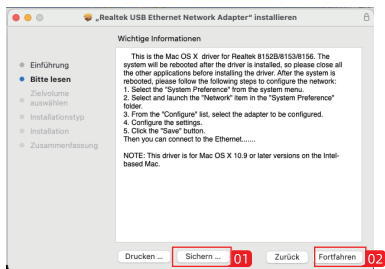 „Realtek USB Ethernet Network Adapter“ installieren
Wichtige Informationen
Einführung
Bitte lesen
Zielvolume
auswählen
Installationstyp
Installation
Zusammenfassung
This is the Mac OS X driver for Realtek 8152B/8153/8156. The
system will be rebooted after the driver is installed, so please close all
the other applications before installing the driver. After the system is
rebooted, please follow the following steps to configure the network:
1. Select the "System Preference" from the system menu.
2. Select and launch the "Network" item in the "System Preference"
folder.
3. From the "Configure" list, select the adapter to be configured.
4. Configure the settings.
5. Click the "Save" button.
Then you can connect to the Ethernet.......
NOTE: This driver is for Mac OS X 10.9 or later versions on the Intel-
based Mac.
Drucken ... Sichern ... 01 Zurück Fortfahren 02